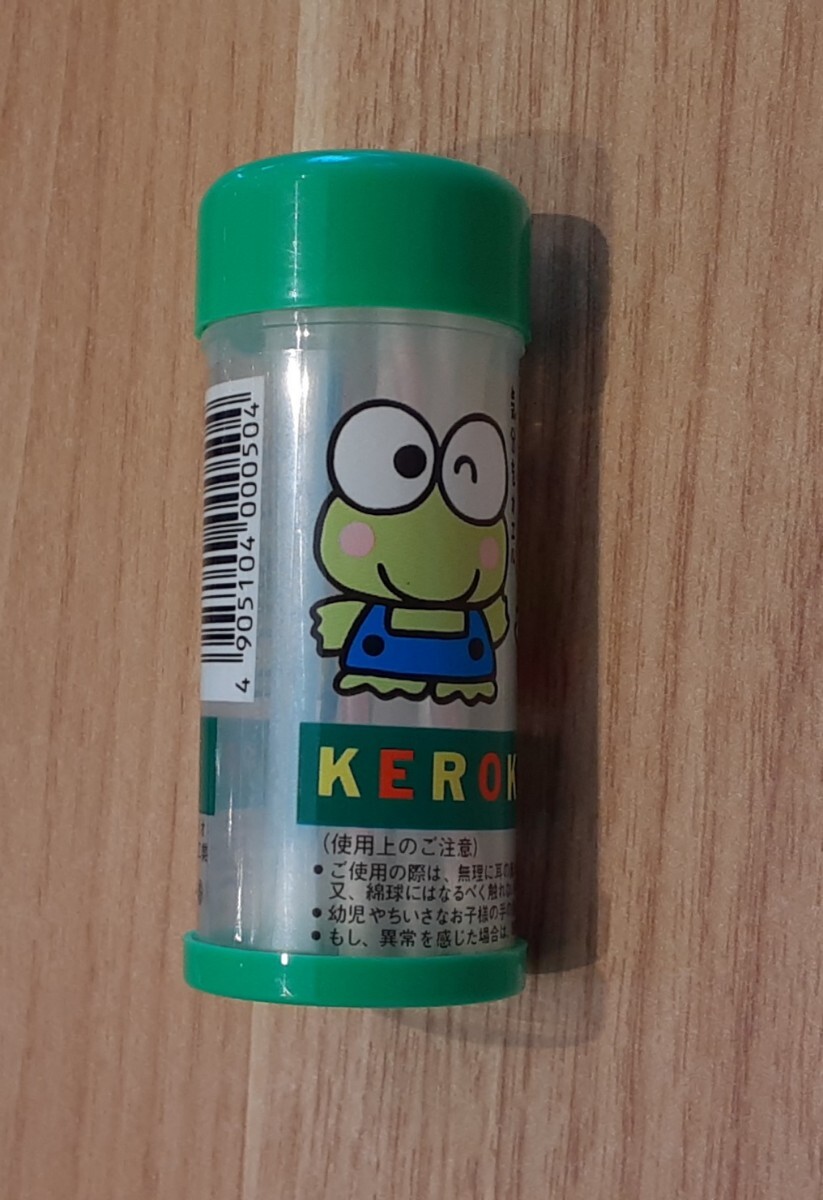 4 905104 000504
KEROK
(使用上のご注意)
•ご使用の際は、無理に耳の
又、綿球にはなるべく触れな
•幼児やちいさなお子様の手の
•もし、異常を感じた場合は、